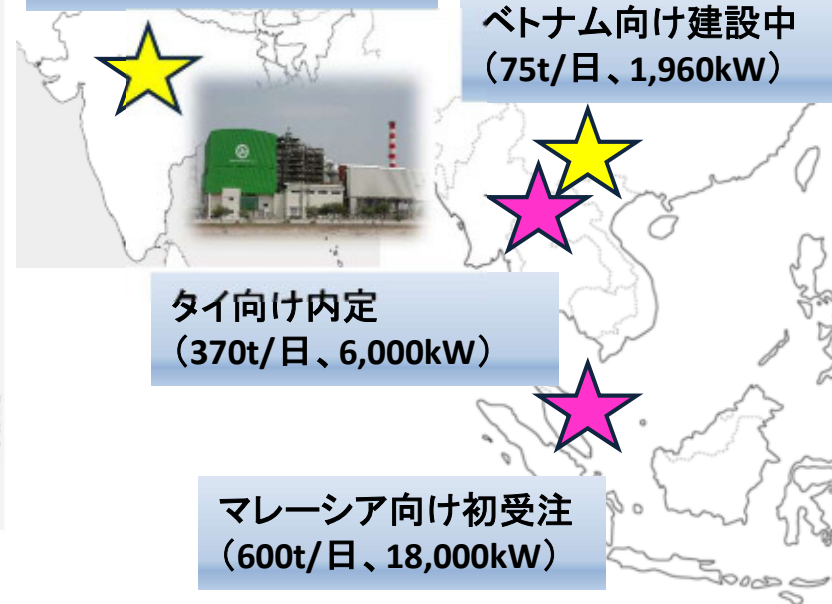 ベトナム向け建設中
（75t/日、1,960kW）
タイ向け内定
（370t/日、6,000kW）
マレーシア向け初受注
（600t/日、18,000kW）